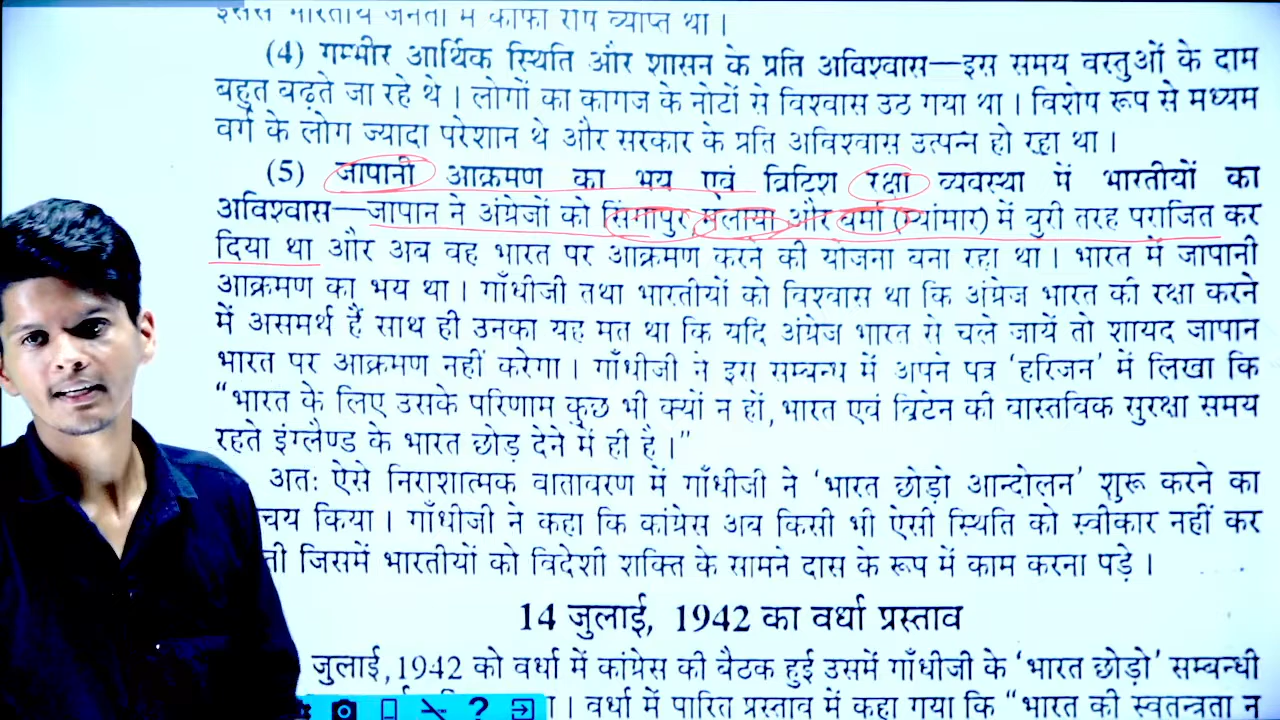 इससे भारतीय जनता में काफी रोष व्याप्त था।
(4) गम्भीर आर्थिक स्थिति और शासन के प्रति अविश्वास—इस समय वस्तुओं के दाम
बहुत बढ़ते जा रहे थे। लोगों का कागज के नोटों से विश्वास उठ गया था। विशेष रूप से मध्यम
वर्ग के लोग ज्यादा परेशान थे और सरकार के प्रति अविश्वास उत्पन्न हो रहा था।
(5) जापानी आक्रमण का भय एवं ब्रिटिश रक्षा व्यवस्था में भारतीयों का
अविश्वास—जापान ने अंग्रेजों को सिंगापुर मलाया और बर्मा (म्यांमार) में बुरी तरह पराजित कर
दिया था और अब वह भारत पर आक्रमण करने की योजना बना रहा था। भारत में जापानी
आक्रमण का भय था। गाँधीजी तथा भारतीयों को विश्वास था कि अंग्रेज भारत की रक्षा करने
में असमर्थ हैं साथ ही उनका यह मत था कि यदि अंग्रेज भारत से चले जायें तो शायद जापान
भारत पर आक्रमण नहीं करेगा। गाँधीजी ने इस सम्बन्ध में अपने पत्र ‘हरिजन’ में लिखा कि
“भारत के लिए उसके परिणाम कुछ भी क्यों न हों, भारत एवं ब्रिटेन की वास्तविक सुरक्षा समय
रहते इंग्लैण्ड के भारत छोड़ देने में ही है।”
अतः ऐसे निराशात्मक वातावरण में गाँधीजी ने ‘भारत छोड़ो आन्दोलन’ शुरू करने का
चय किया। गाँधीजी ने कहा कि कांग्रेस अब किसी भी ऐसी स्थिति को स्वीकार नहीं कर
ती जिसमें भारतीयों को विदेशी शक्ति के सामने दास के रूप में काम करना पड़े।
14 जुलाई, 1942 का वर्धा प्रस्ताव
जुलाई, 1942 को वर्धा में कांग्रेस की बैठक हुई उसमें गाँधीजी के ‘भारत छोड़ो’ सम्बन्धी
। वर्धा में पारित प्रस्ताव में कहा गया कि “भारत की स्वतन्त्रता न